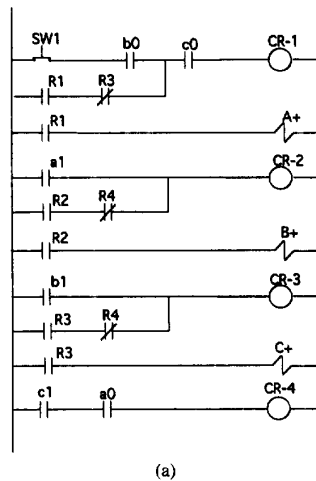 SW1 b0 c0 CR-1
R1 R3
R1 A+
a1 CR-2
R2 R4
R2 B+
b1 CR-3
R3 R4
R3 C+
c1 a0 CR-4
(a)